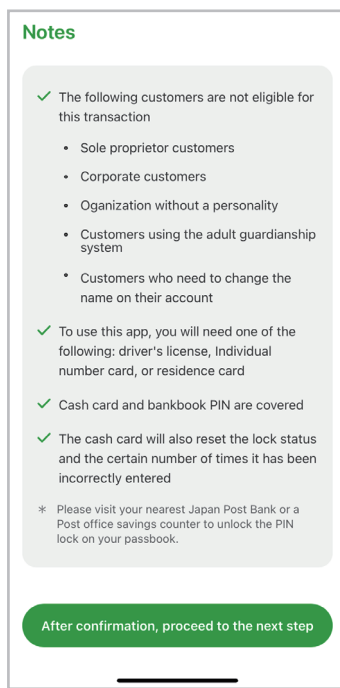 Notes
The following customers are not eligible for
this transaction
• Sole proprietor customers
• Corporate customers
• Oganization without a personality
• Customers using the adult guardianship
system
• Customers who need to change the
name on their account
To use this app, you will need one of the
following: driver's license, Individual
number card, or residence card
Cash card and bankbook PIN are covered
The cash card will also reset the lock status
and the certain number of times it has been
incorrectly entered
* Please visit your nearest Japan Post Bank or a
Post office savings counter to unlock the PIN
lock on your passbook.
After confirmation, proceed to the next step